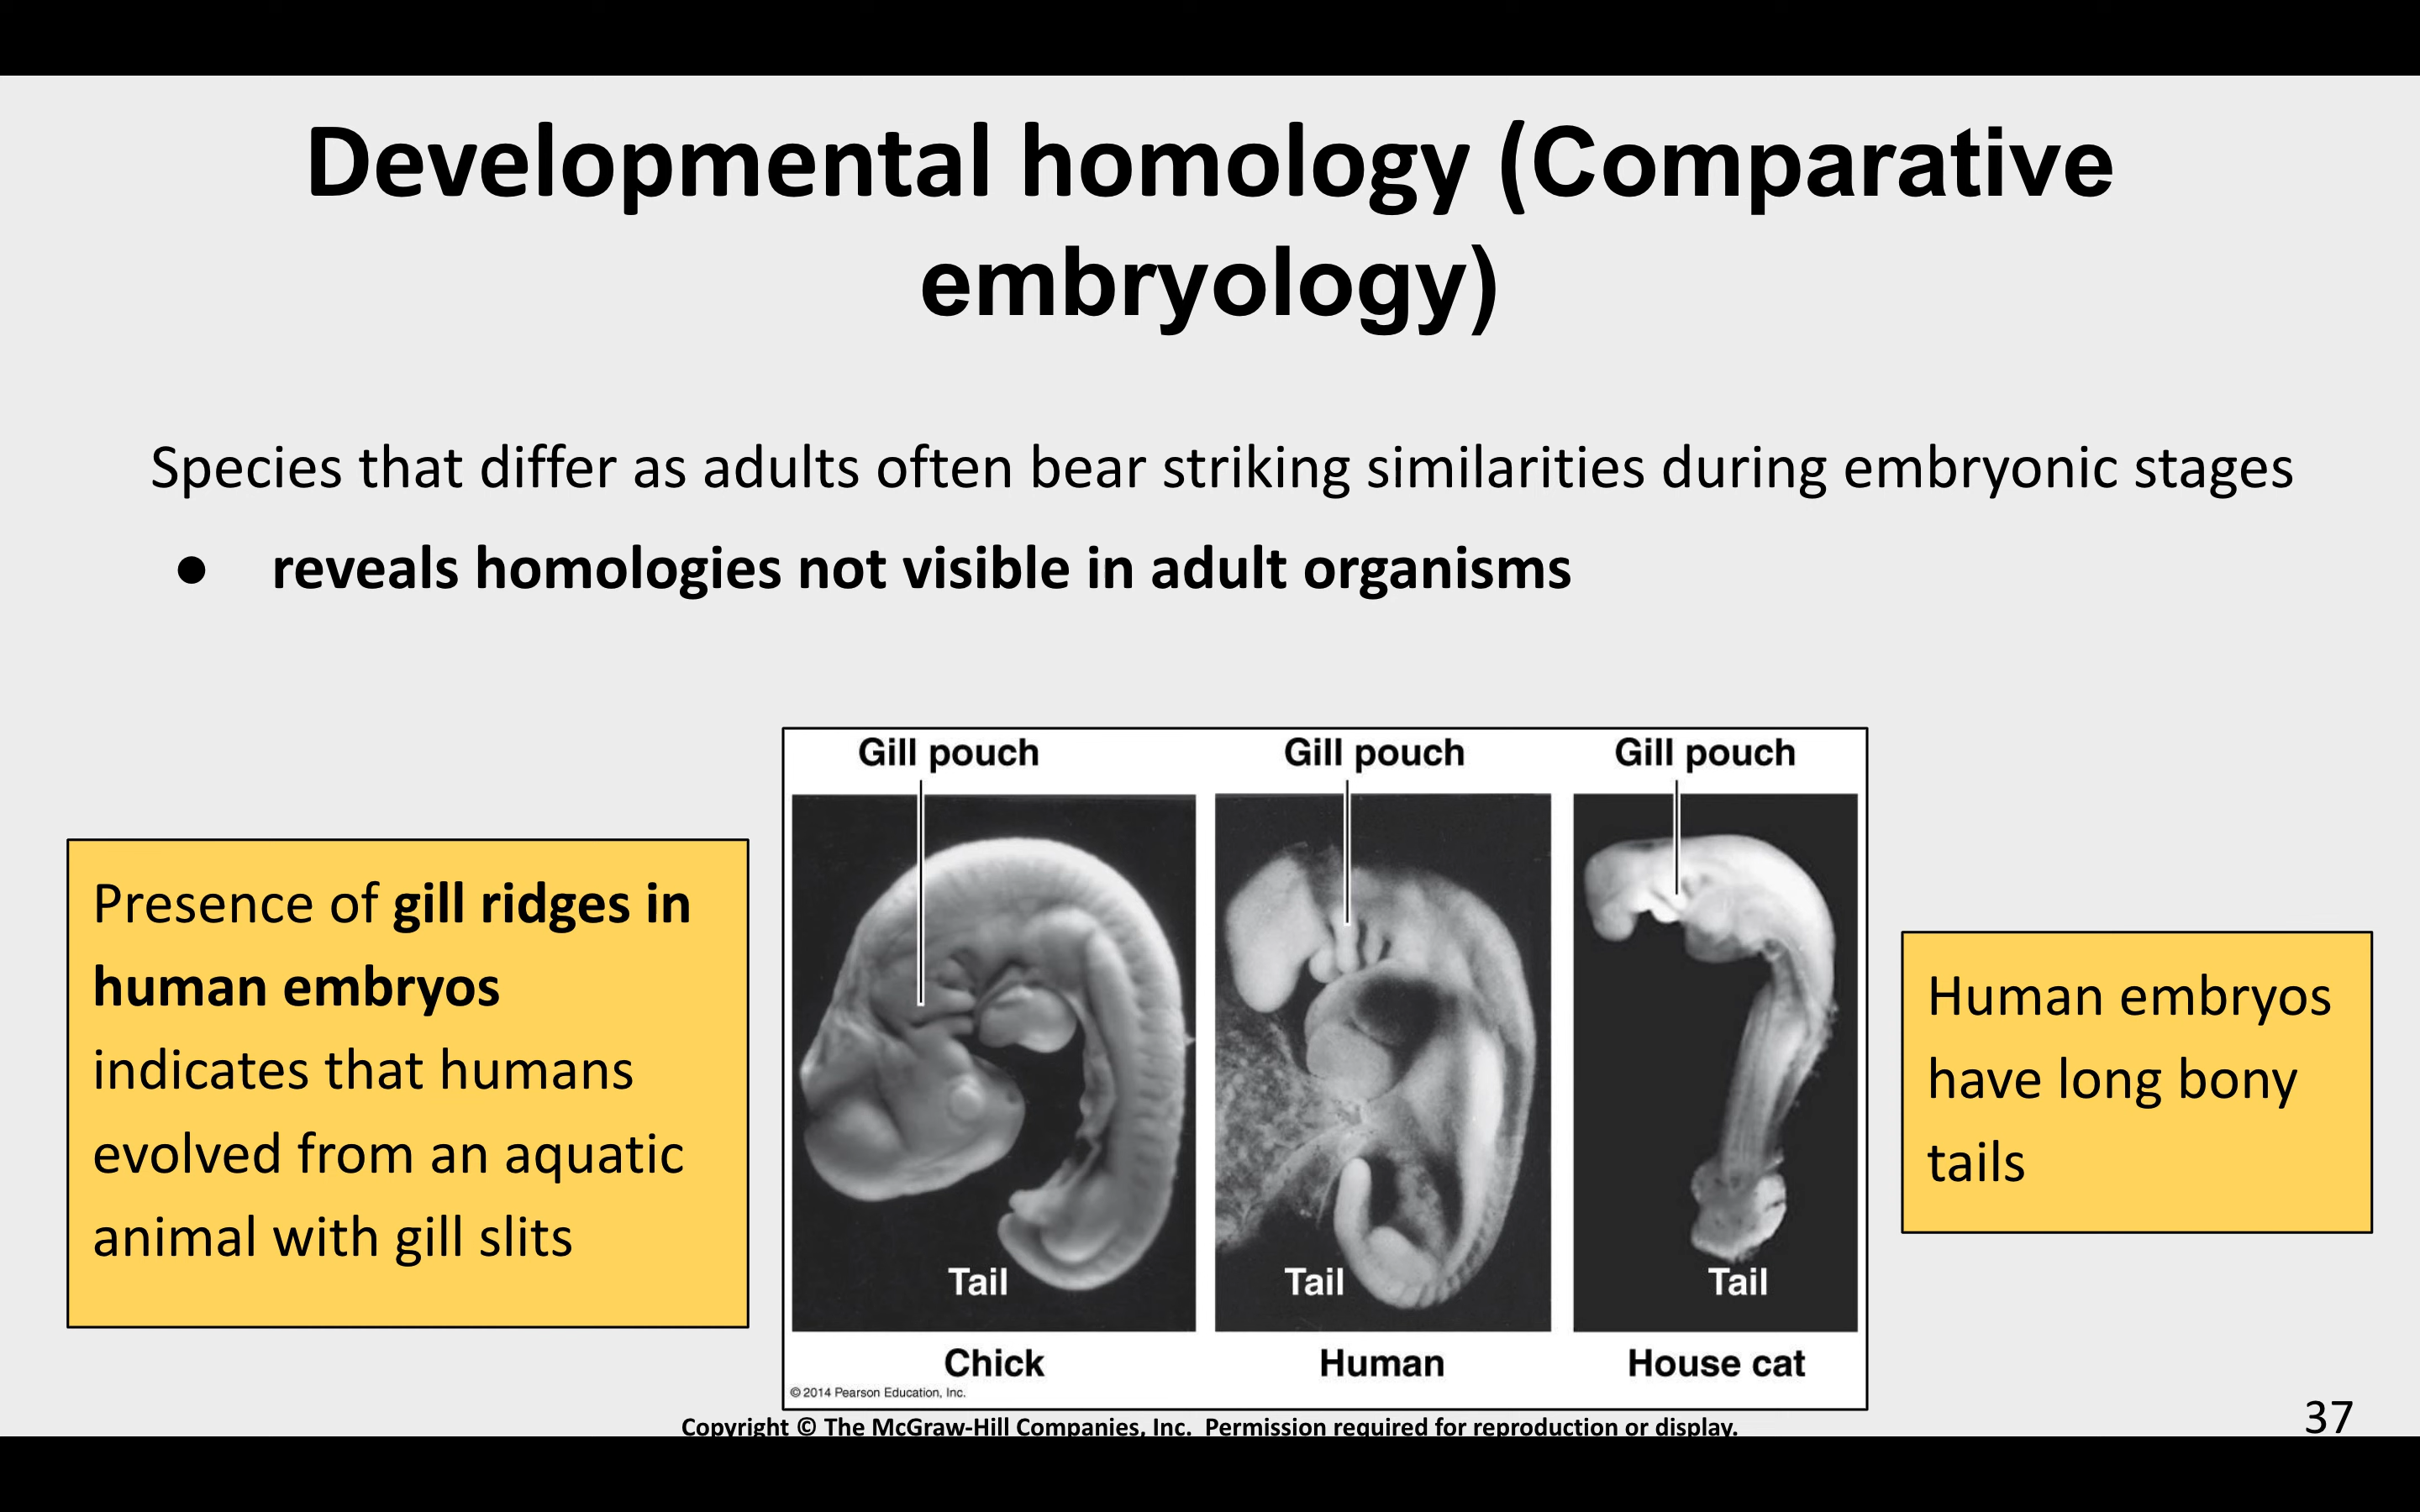 Developmental homology (Comparative
embryology)
Species that differ as adults often bear striking similarities during embryonic stages
● reveals homologies not visible in adult organisms
Presence of gill ridges in
human embryos
indicates that humans
evolved from an aquatic
animal with gill slits
Gill pouch
Gill pouch
Gill pouch
Tail
Tail
Tail
Chick
Human
House cat
© 2014 Pearson Education, Inc.
Human embryos
have long bony
tails
Copyright © The McGraw-Hill Companies, Inc. Permission required for reproduction or display.
37